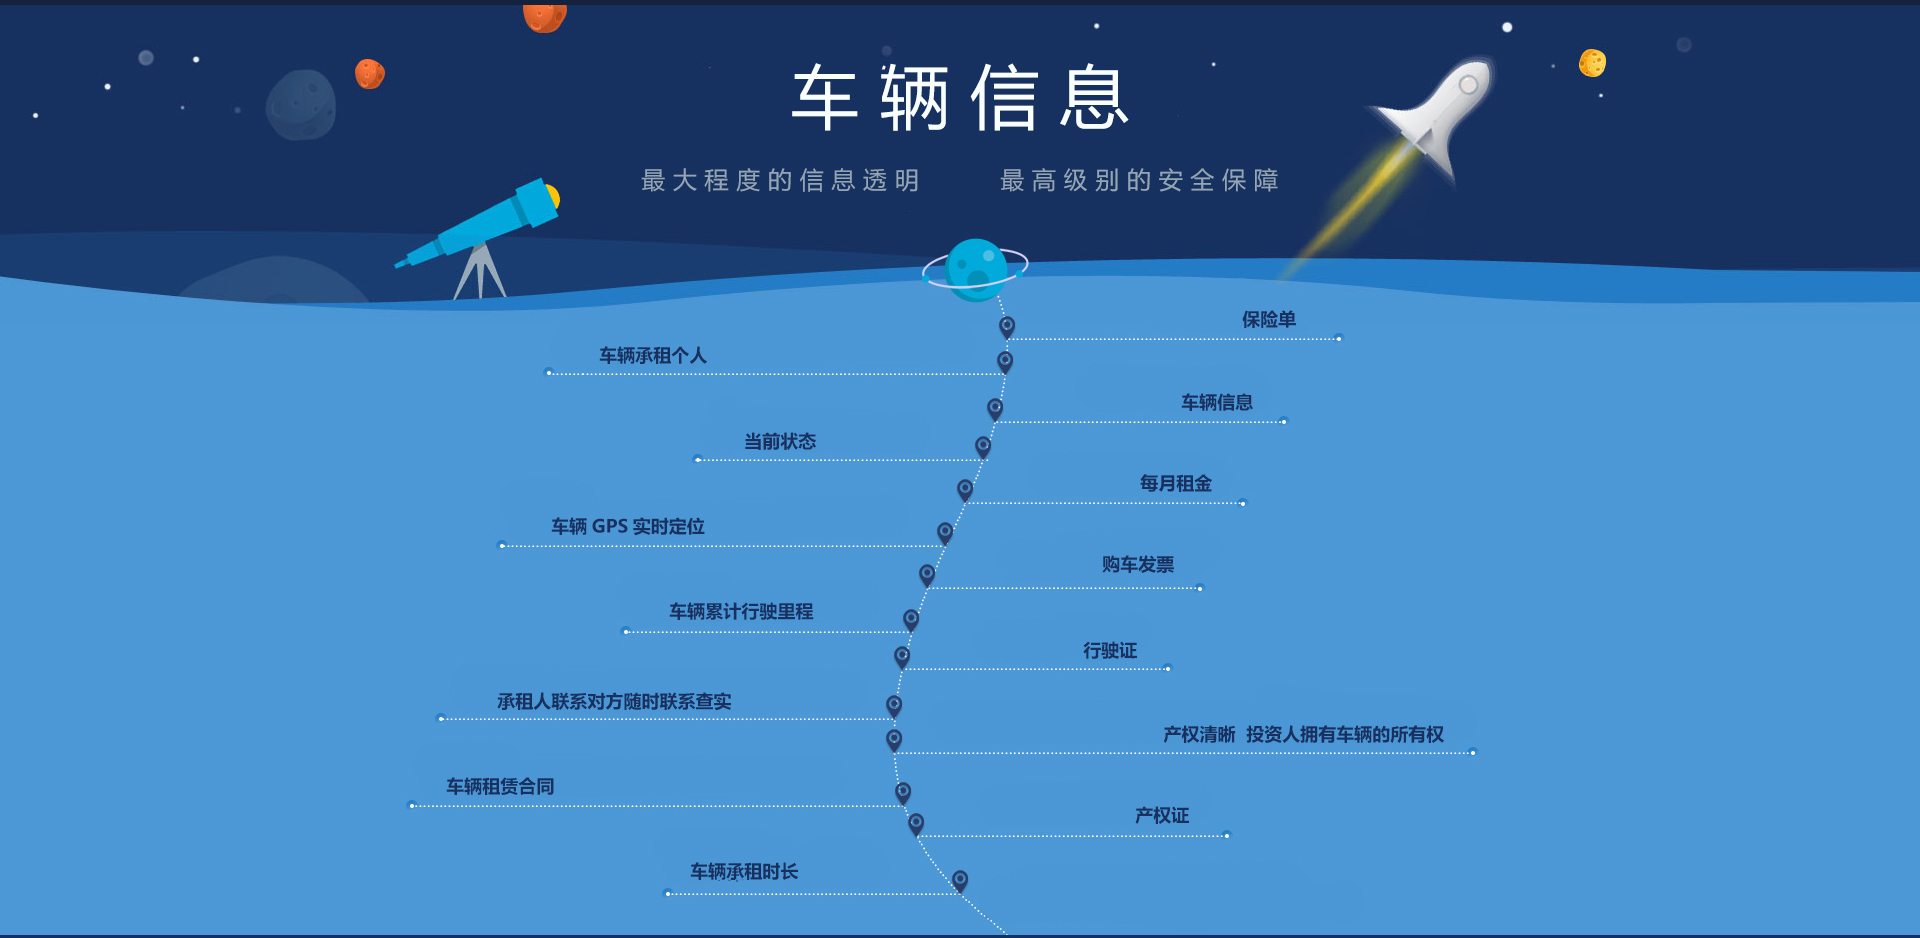 车辆信息
最大程度的信息透明 最高级别的安全保障
保险单
车辆承租个人
车辆信息
当前状态
每月租金
车辆 GPS 实时定位
购车发票
车辆累计行驶里程
行驶证
承租人联系对方随时联系查实
产权清晰 投资人拥有车辆的所有权
车辆租赁合同
产权证
车辆承租时长